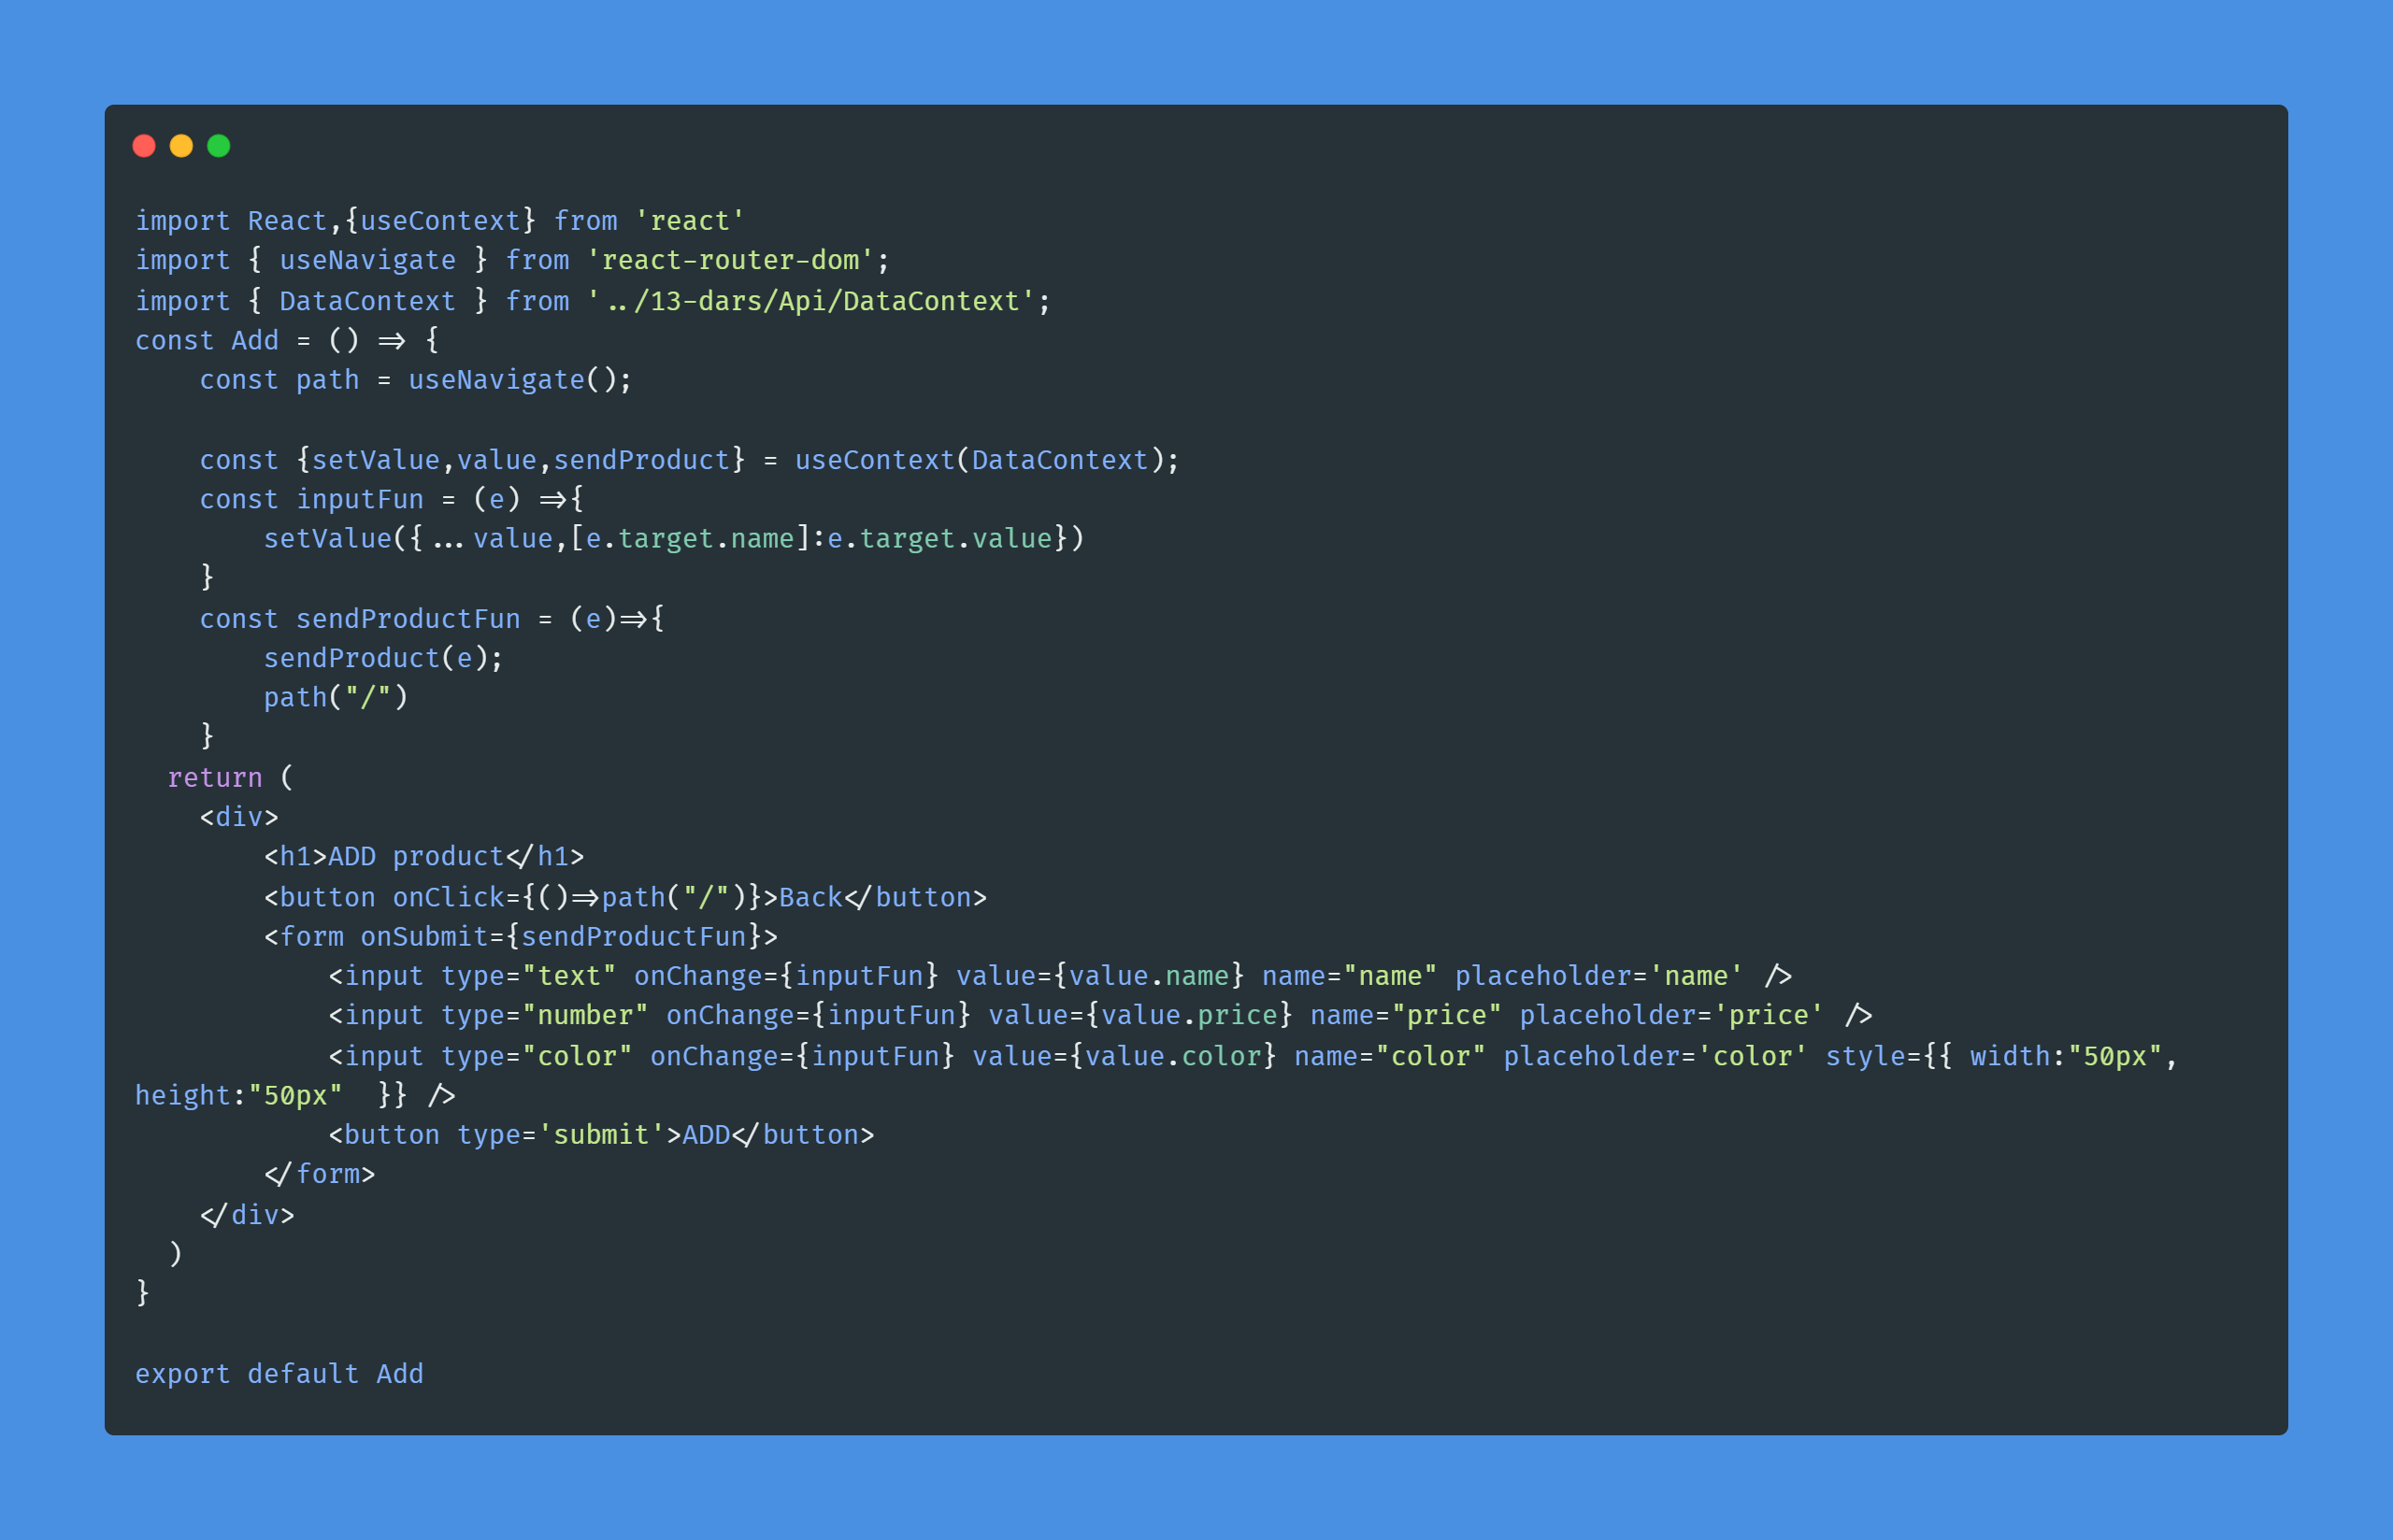 import React,{useContext} from 'react'
import { useNavigate } from 'react-router-dom';
import { DataContext } from '../13-dars/Api/DataContext';
const Add = () => {
    const path = useNavigate();

    const {setValue,value,sendProduct} = useContext(DataContext);
    const inputFun = (e) =>{
        setValue({...value,[e.target.name]:e.target.value})
    }
    const sendProductFun = (e)=>{
        sendProduct(e);
        path("/")
    }
  return (
    <div>
        <h1>ADD product</h1>
        <button onClick={()=>path("/")}>Back</button>
        <form onSubmit={sendProductFun}>
            <input type="text" onChange={inputFun} value={value.name} name="name" placeholder='name' />
            <input type="number" onChange={inputFun} value={value.price} name="price" placeholder='price' />
            <input type="color" onChange={inputFun} value={value.color} name="color" placeholder='color' style={{ width:"50px",
height:"50px"  }} />
            <button type='submit'>ADD</button>
        </form>
    </div>
  )
}

export default Add